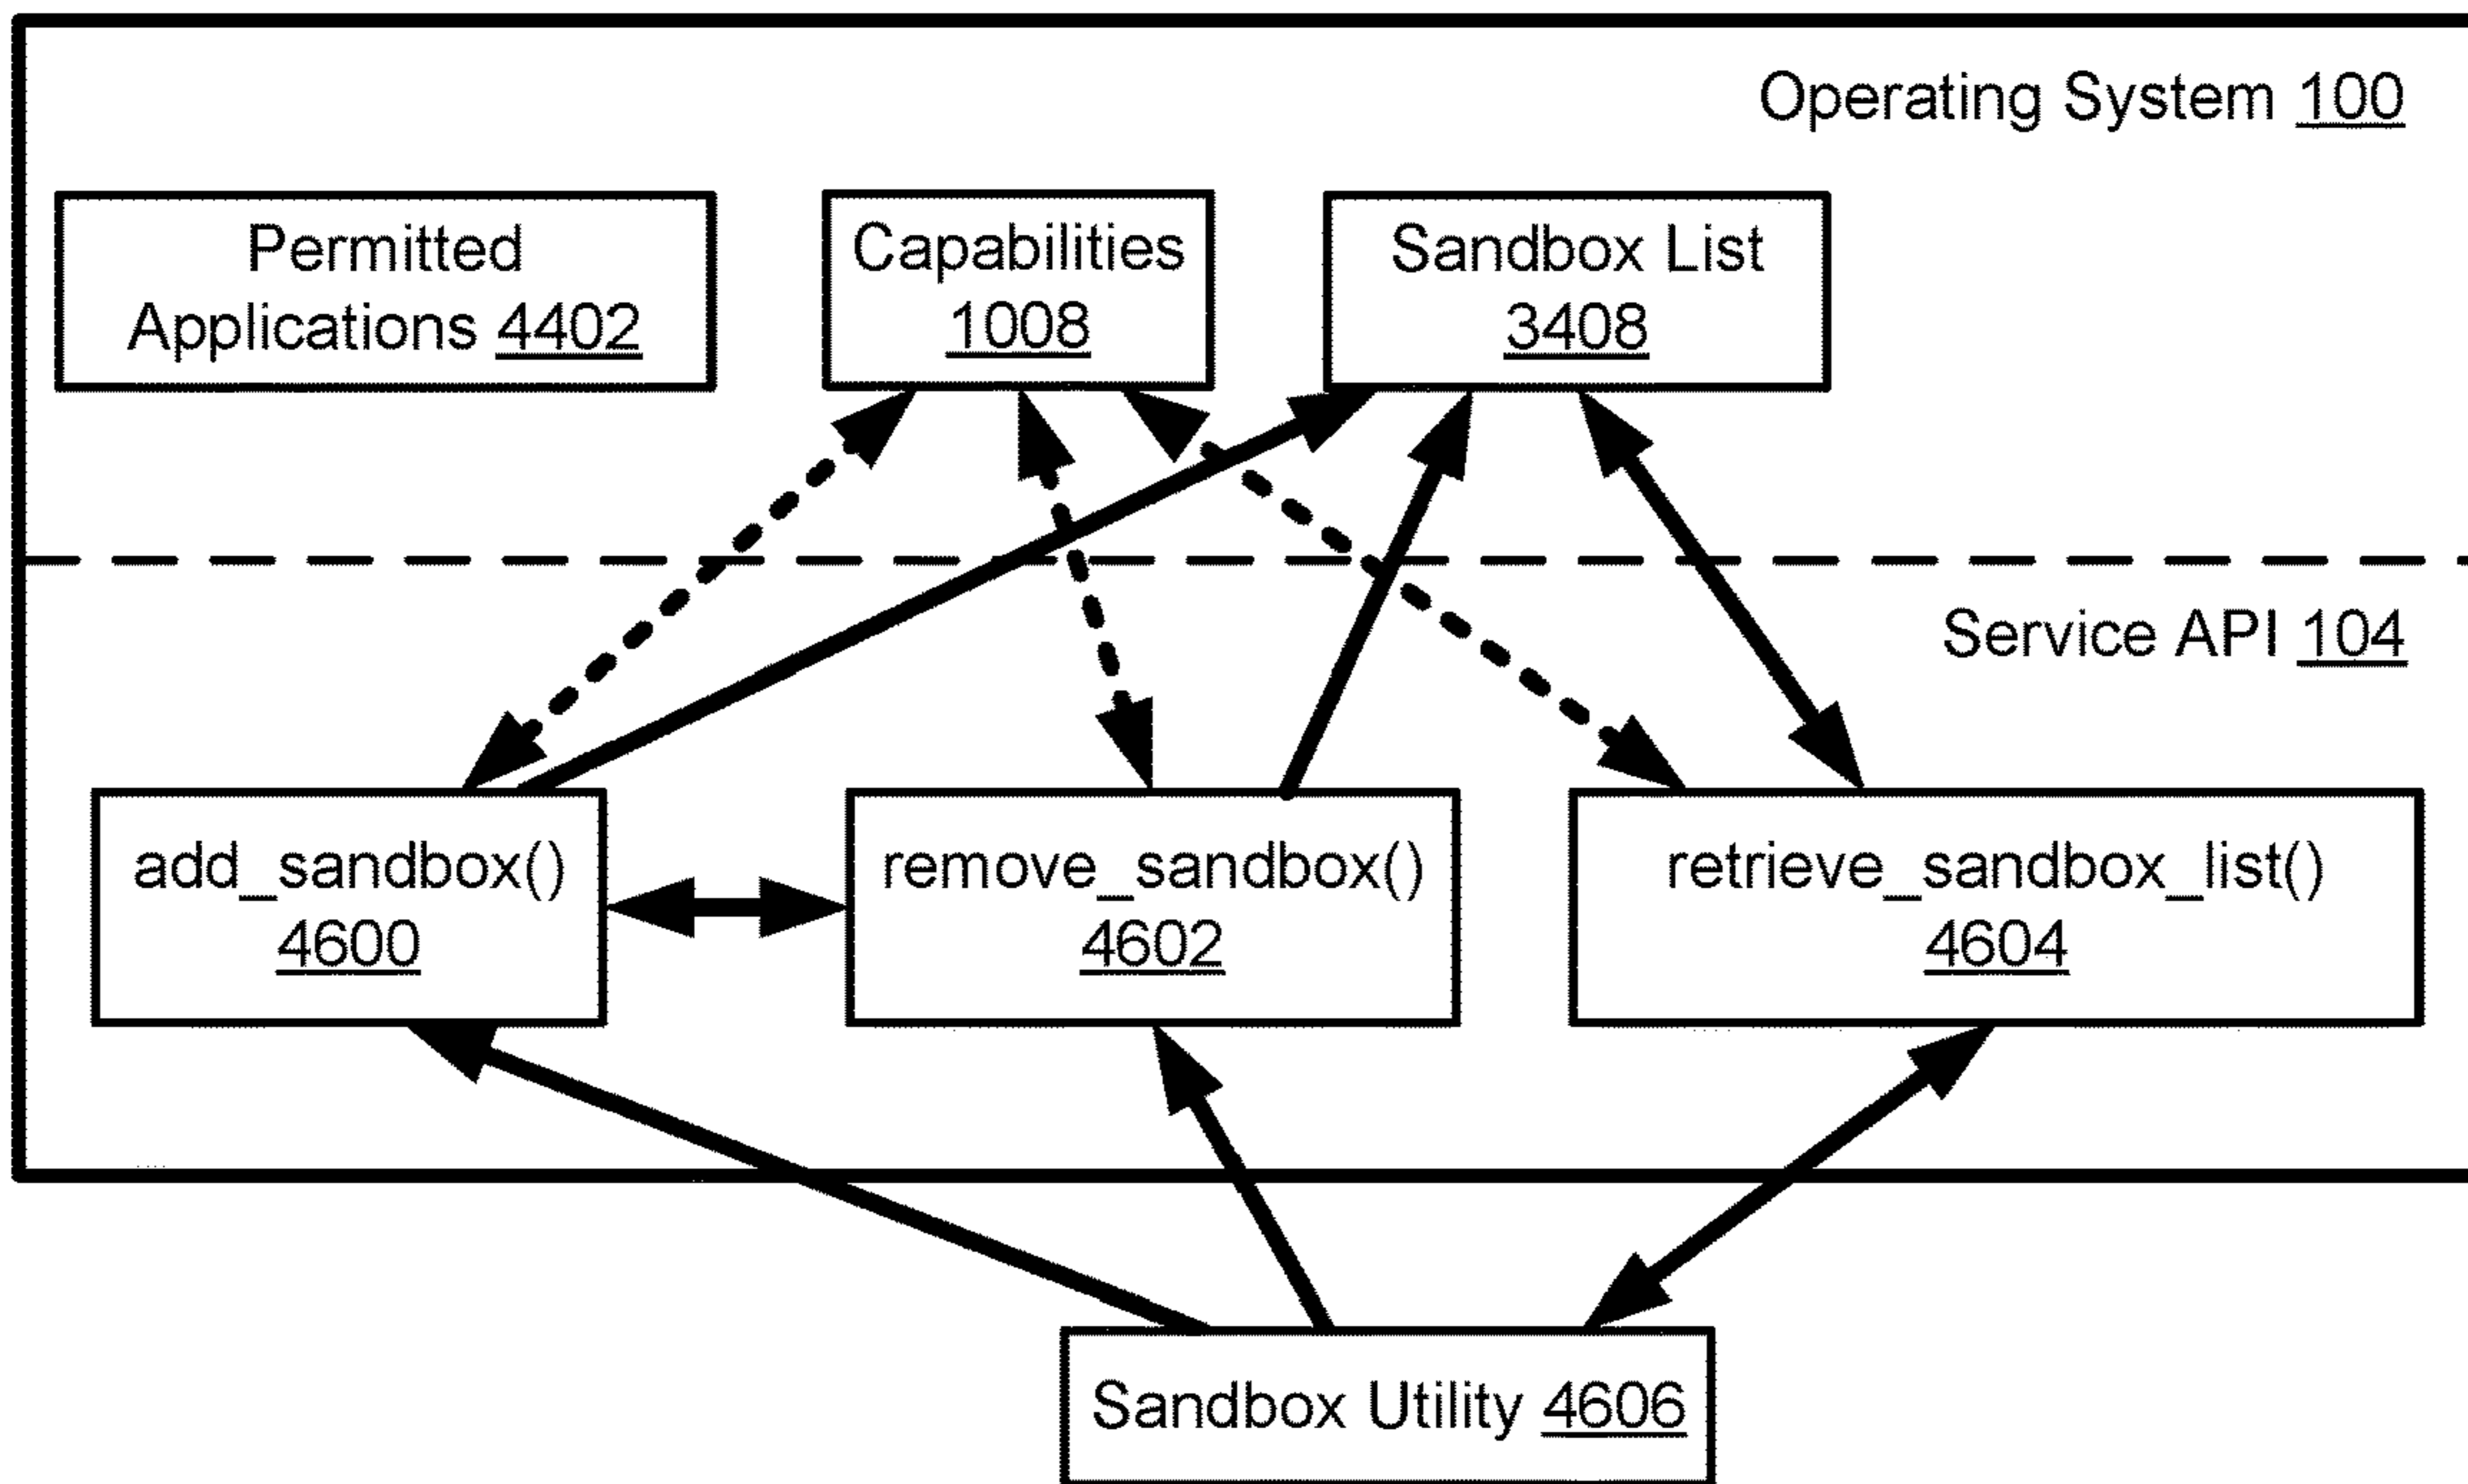 Operating System 100
Permitted
Applications 4402
Capabilities
1008
Sandbox List
3408
Service API 104
add_sandbox()
4600
remove_sandbox()
4602
retrieve_sandbox_list()
4604
Sandbox Utility 4606